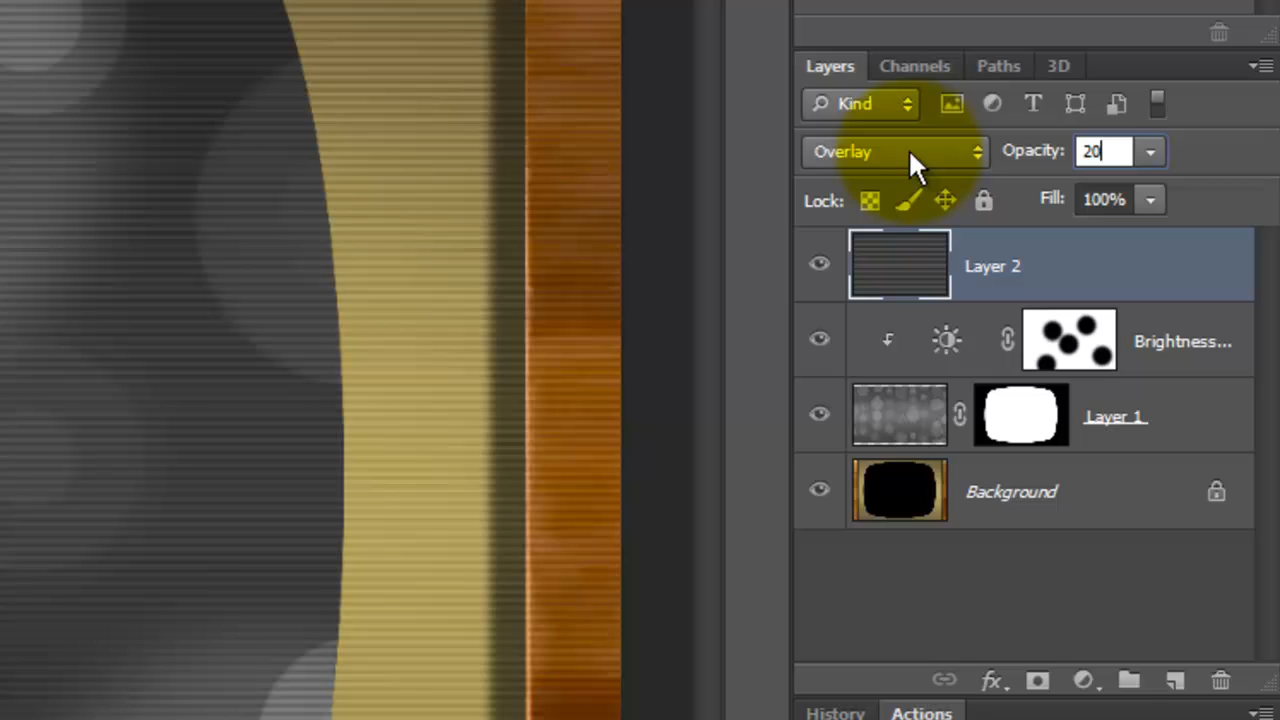 Layers Channels Paths 3D
Kind T
Overlay Opacity: 20
Lock: Fill: 100%
Layer 2
Brightness...
Layer 1
Background
fx
History Actions